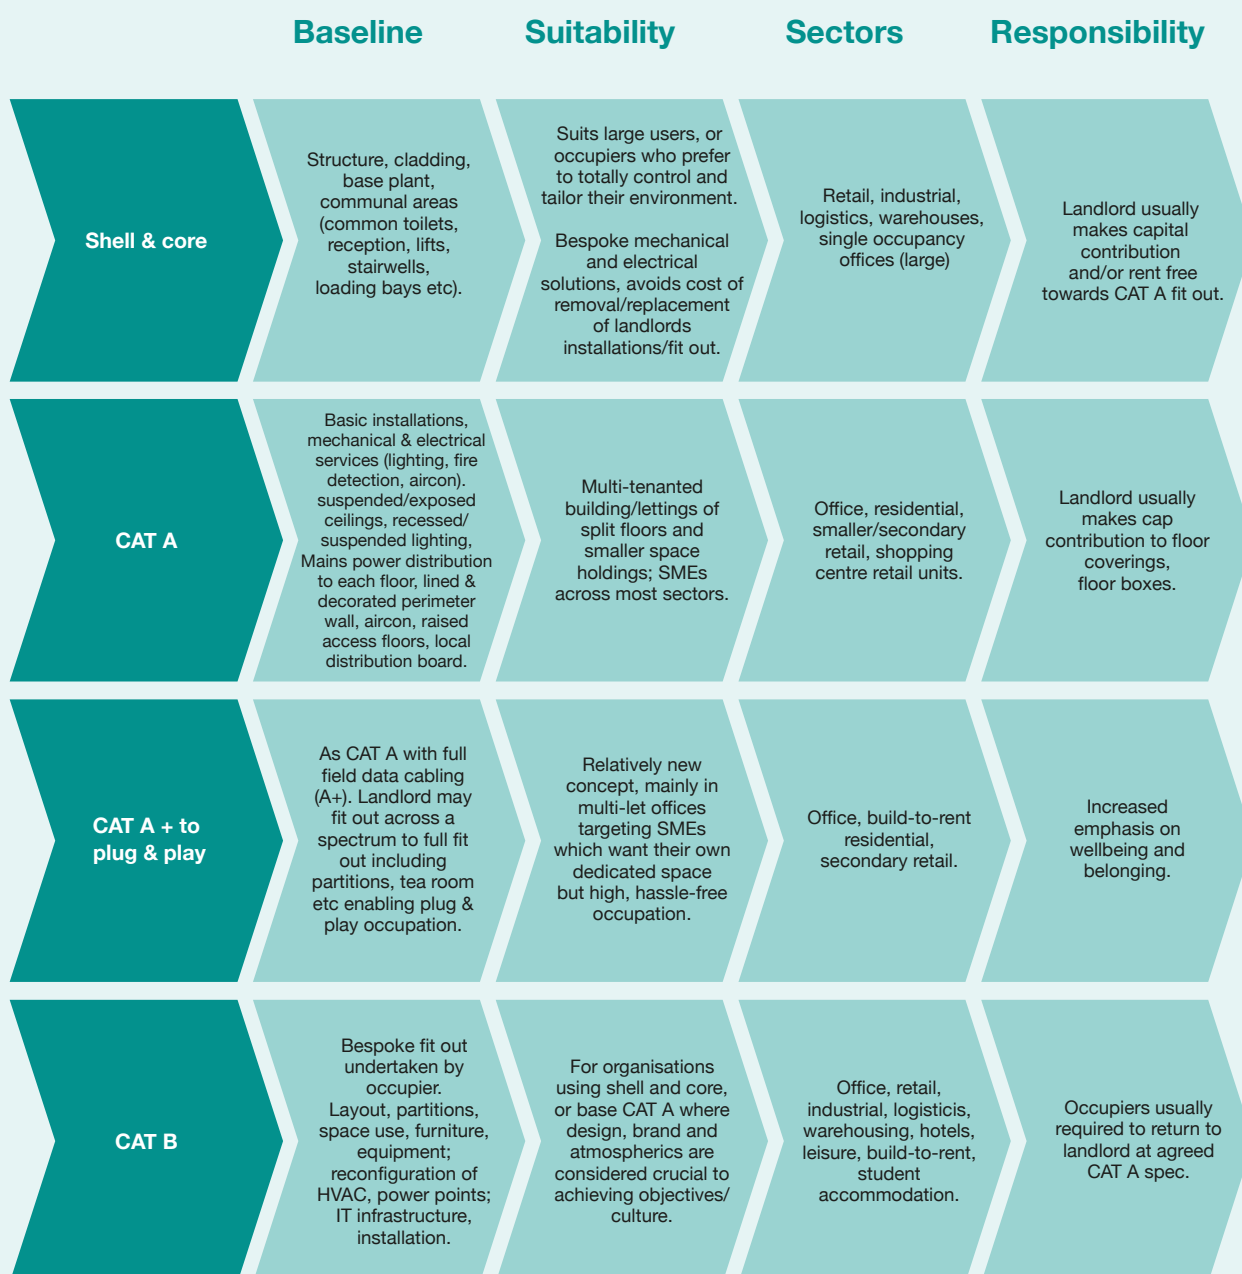 Baseline
Suitability
Sectors
Responsibility
Shell & core
Structure, cladding,
base plant,
communal areas
(common toilets,
reception, lifts,
stairwells,
loading bays etc).
Suits large users, or
occupiers who prefer
to totally control and
tailor their environment.
Bespoke mechanical
and electrical
solutions, avoids cost of
removal/replacement
of landlords
installations/fit out.
Retail, industrial,
logistics, warehouses,
single occupancy
offices (large)
Landlord usually
makes capital
contribution
and/or rent free
towards CAT A fit out.
CAT A
Basic installations,
mechanical & electrical
services (lighting, fire
detection, aircon).
suspended/exposed
ceilings, recessed/
suspended lighting,
Mains power distribution
to each floor, lined &
decorated perimeter
wall, aircon, raised
access floors, local
distribution board.
Multi-tenanted
building/lettings of
split floors and
smaller space
holdings; SMEs
across most sectors.
Office, residential,
smaller/secondary
retail, shopping
centre retail units.
Landlord usually
makes cap
contribution to floor
coverings,
floor boxes.
CAT A + to
plug & play
As CAT A with full
field data cabling
(A+). Landlord may
fit out across a
spectrum to full fit
out including
partitions, tea room
etc enabling plug &
play occupation.
Relatively new
concept, mainly in
multi-let offices
targeting SMEs
which want their own
dedicated space
but high, hassle-free
occupation.
Office, build-to-rent
residential,
secondary retail.
Increased
emphasis on
wellbeing and
belonging.
CAT B
Bespoke fit out
undertaken by
occupier.
Layout, partitions,
space use, furniture,
equipment;
reconfiguration of
HVAC, power points;
IT infrastructure,
installation.
For organisations
using shell and core,
or base CAT A where
design, brand and
atmospherics are
considered crucial to
achieving objectives/
culture.
Office, retail,
industrial, logisticis,
warehousing, hotels,
leisure, build-to-rent,
student
accommodation.
Occupiers usually
required to return to
landlord at agreed
CAT A spec.